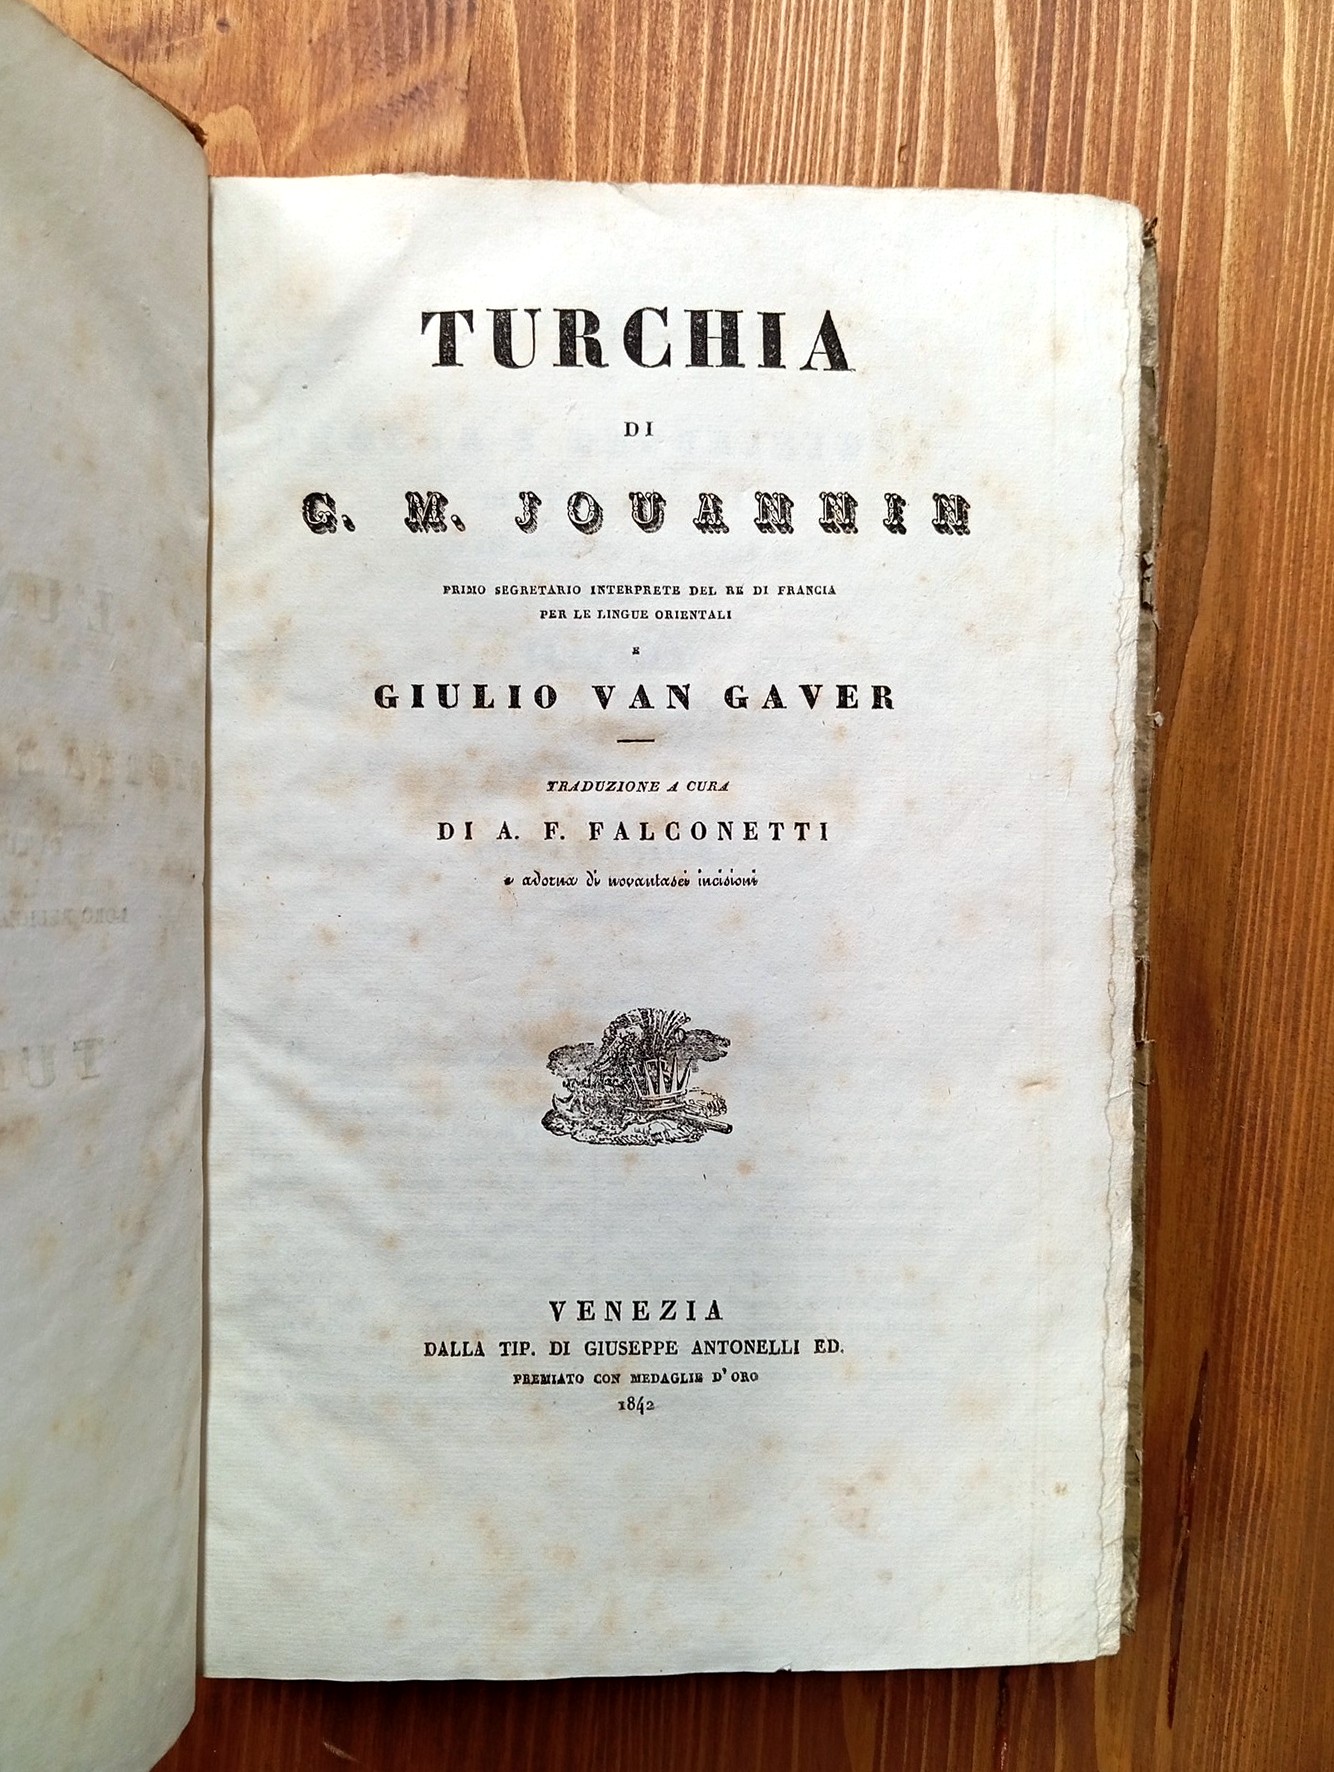 TURCHIA
DI
G. M. JOUANNIN
PRIMO SEGRETARIO INTERPRETE DEL RE DI FRANCIA
PER LE LINGUE ORIENTALI
E
GIULIO VAN GAVER
TRADUZIONE A CURA
DI A. F. FALCONETTI
e adorna di novantasei incisioni
VENEZIA
DALLA TIP. DI GIUSEPPE ANTONELLI ED.
PREMIATO CON MEDAGLIE D' ORO
1842